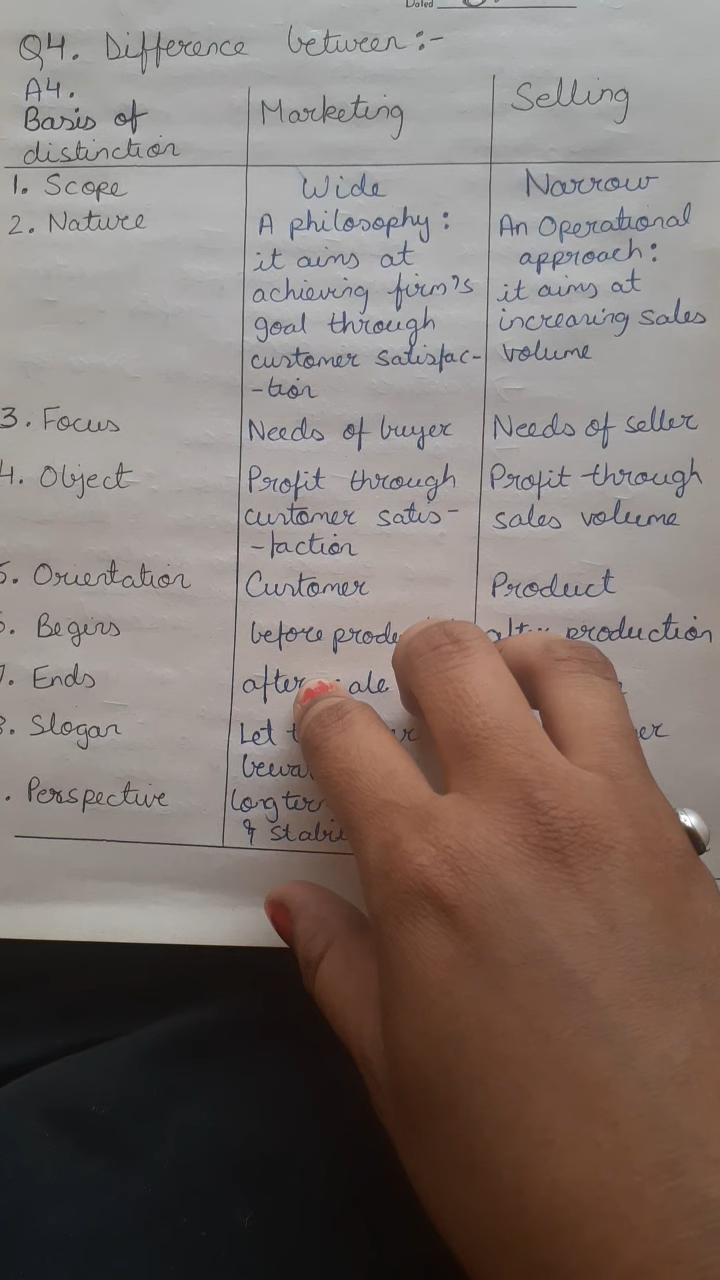 Dated
Q4. Difference between:-
A4.
Basis of distinction
Marketing
Selling
1. Scope
Wide
Narrow
2. Nature
A philosophy:
it aims at
achieving firm's
goal through
customer satisfac-
-tion
An Operational
approach:
it aims at
increasing sales
volume
3. Focus
Needs of buyer
Needs of seller
4. Object
Profit through
customer satis-
-faction
Profit through
sales volume
5. Orientation
Customer
Product
6. Begins
before
production
7. Ends
after
8. Slogan
Let
. Perspective
&